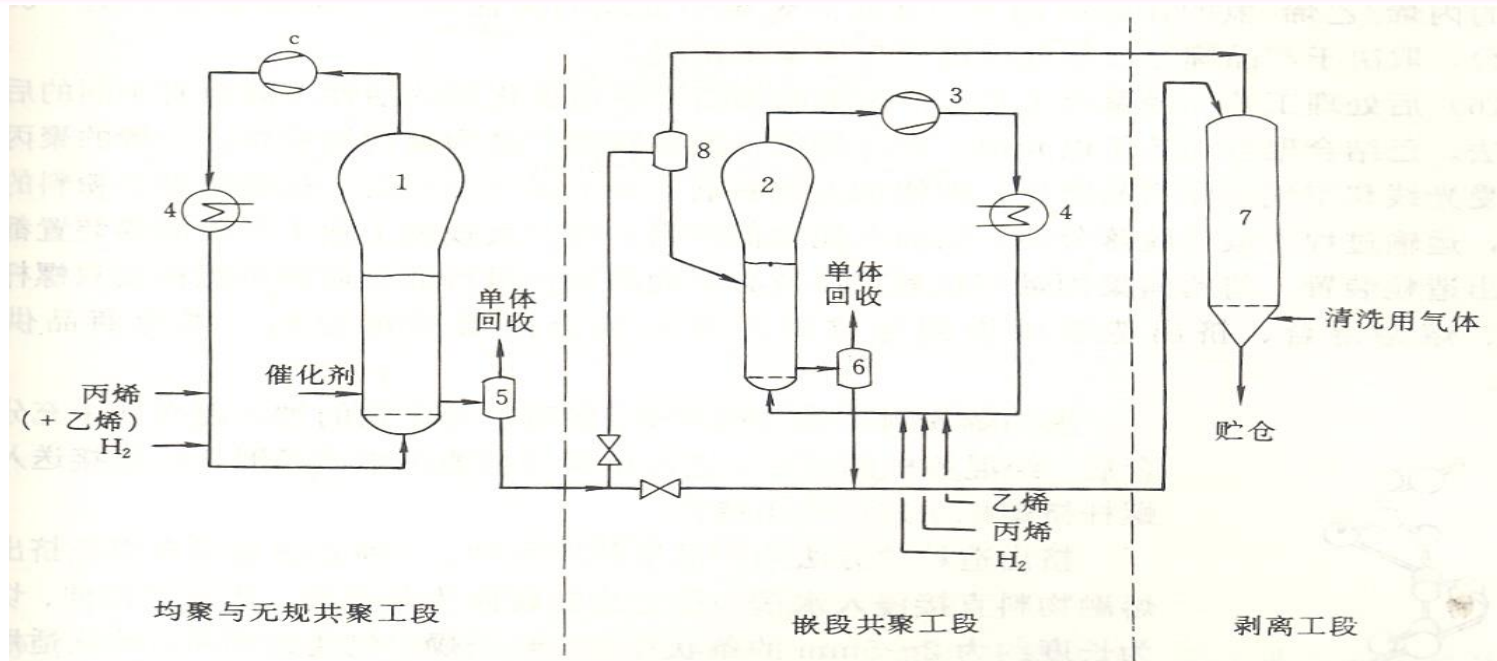 c
3
8
1
2
4
4
7
单体
回收
单体
回收
清洗用气体
催化剂
5
6
丙烯
(+乙烯)
H₂
贮仓
乙烯
丙烯
H₂
均聚与无规共聚工段
嵌段共聚工段
剥离工段